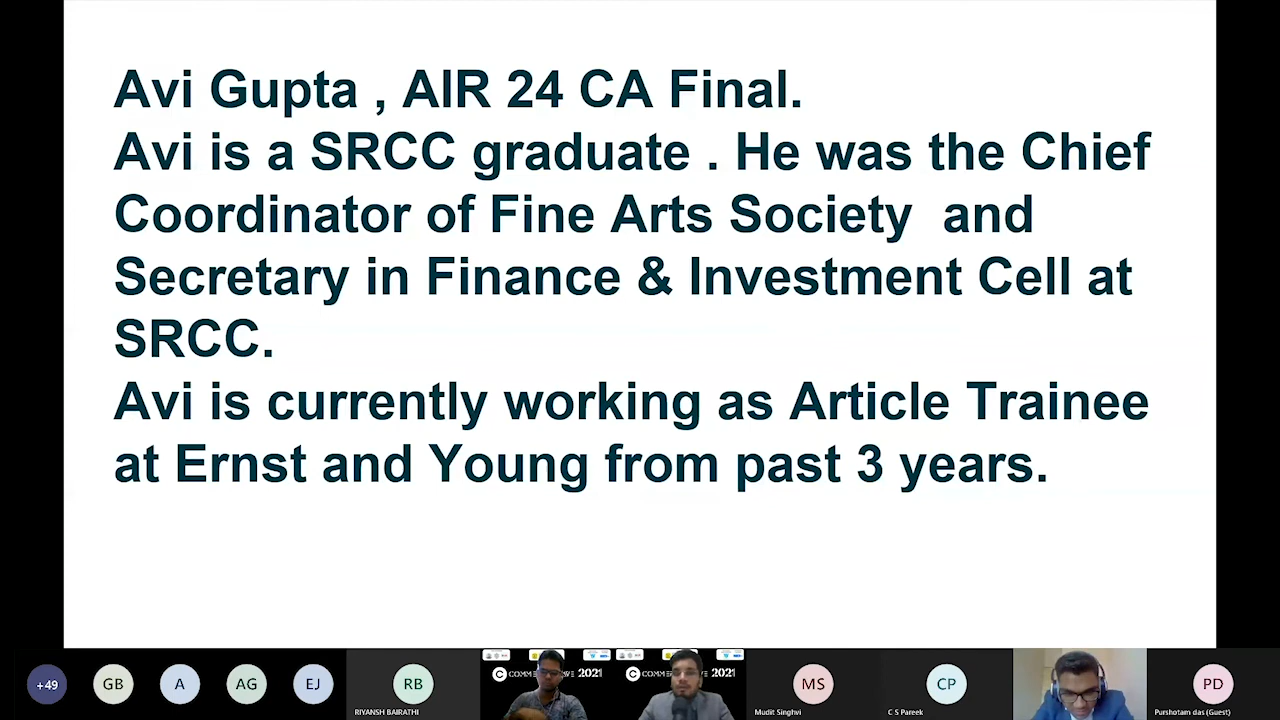 Avi Gupta , AIR 24 CA Final.
Avi is a SRCC graduate . He was the Chief
Coordinator of Fine Arts Society and
Secretary in Finance & Investment Cell at
SRCC.
Avi is currently working as Article Trainee
at Ernst and Young from past 3 years.
+49
GB
A
AG
EJ
RB
RIYANSH BAIRATHI
2021
2021
MS
Mudit Singhvi
CP
C S Pareek
PD
Purshotam das (Guest)